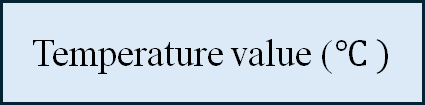 Temperature value (℃ )